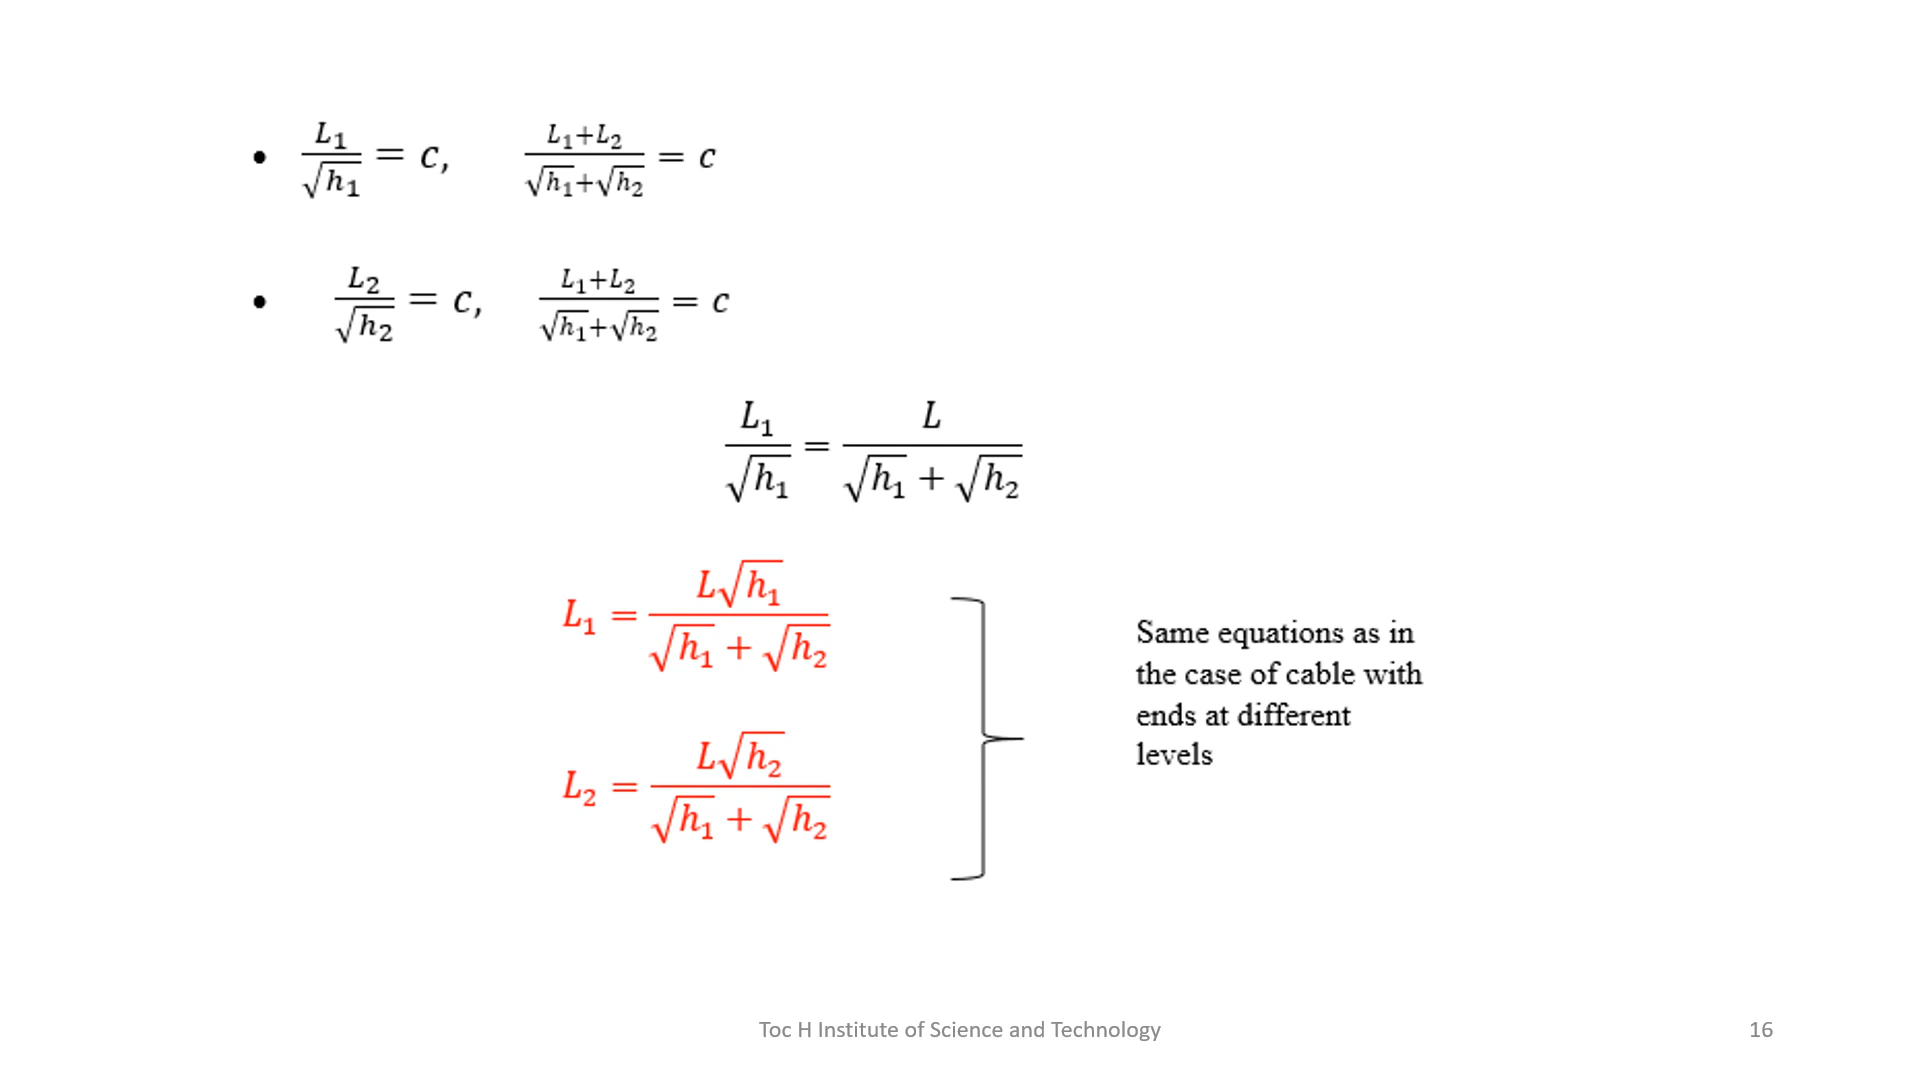 • L₁/√h₁ = c, (L₁+L₂)/(√h₁+√h₂) = c
• L₂/√h₂ = c, (L₁+L₂)/(√h₁+√h₂) = c
L₁/√h₁ = L/(√h₁ + √h₂)
L₁ = L√h₁/(√h₁ + √h₂)
L₂ = L√h₂/(√h₁ + √h₂)
Same equations as in
the case of cable with
ends at different
levels
Toc H Institute of Science and Technology
16